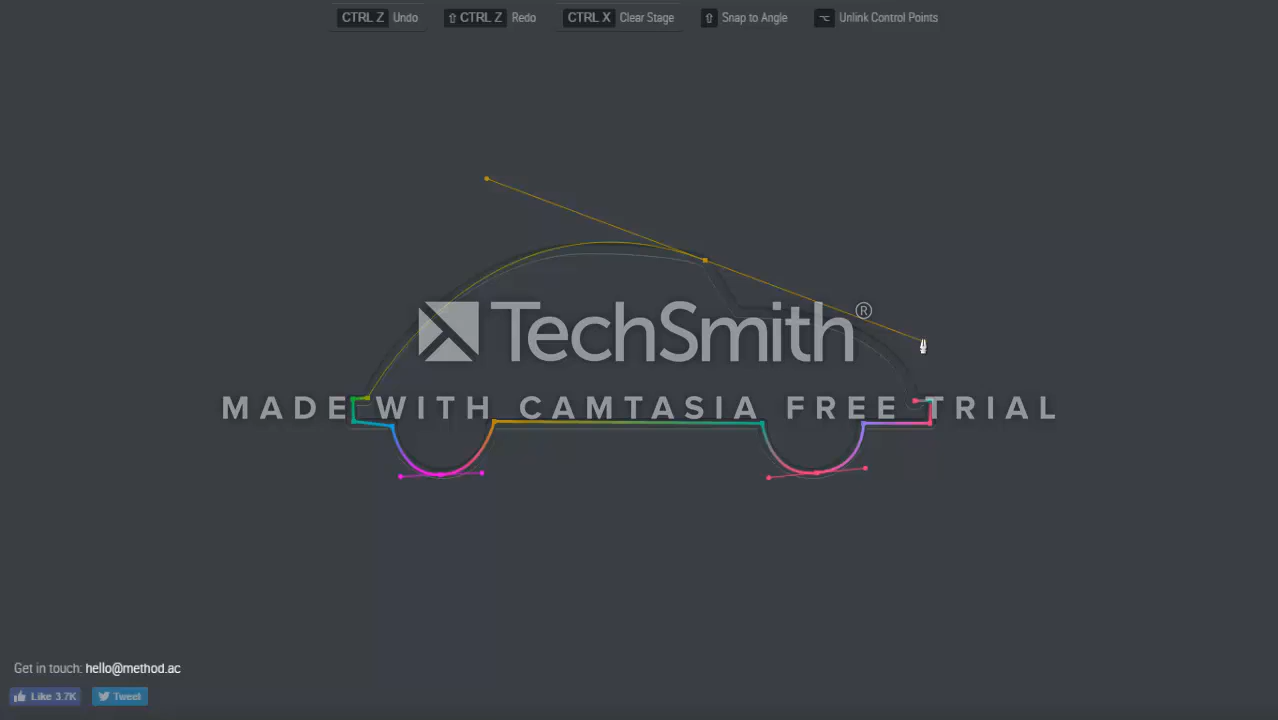 CTRL Z Undo ⇧ CTRL Z Redo CTRL X Clear Stage ⇧ Snap to Angle ⌥ Unlink Control Points
TechSmith®
MADE WITH CAMTASIA FREE TRIAL
Get in touch: hello@method.ac
Like 3.7K Tweet